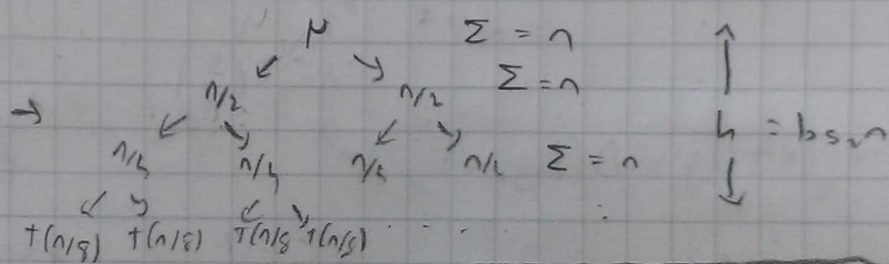 n Σ = n
n/2 n/2 Σ = n
n/4 n/4 n/4 n/4 Σ = n h = log₂n
T(n/8) T(n/8) T(n/8) T(n/8) . . . .